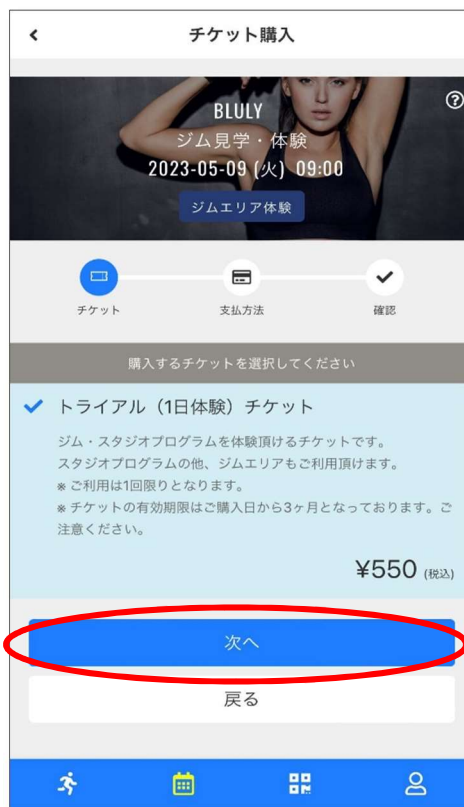 チケット購入
BLULY
ジム見学・体験
2023-05-09 (火) 09:00
ジムエリア体験
チケット
支払方法
確認
購入するチケットを選択してください
トライアル（1日体験）チケット
ジム・スタジオプログラムを体験頂けるチケットです。
スタジオプログラムの他、ジムエリアもご利用頂けます。
※ ご利用は1回限りとなります。
※ チケットの有効期限はご購入日から3ヶ月となっております。ご
注意ください。
¥550 (税込)
次へ
戻る